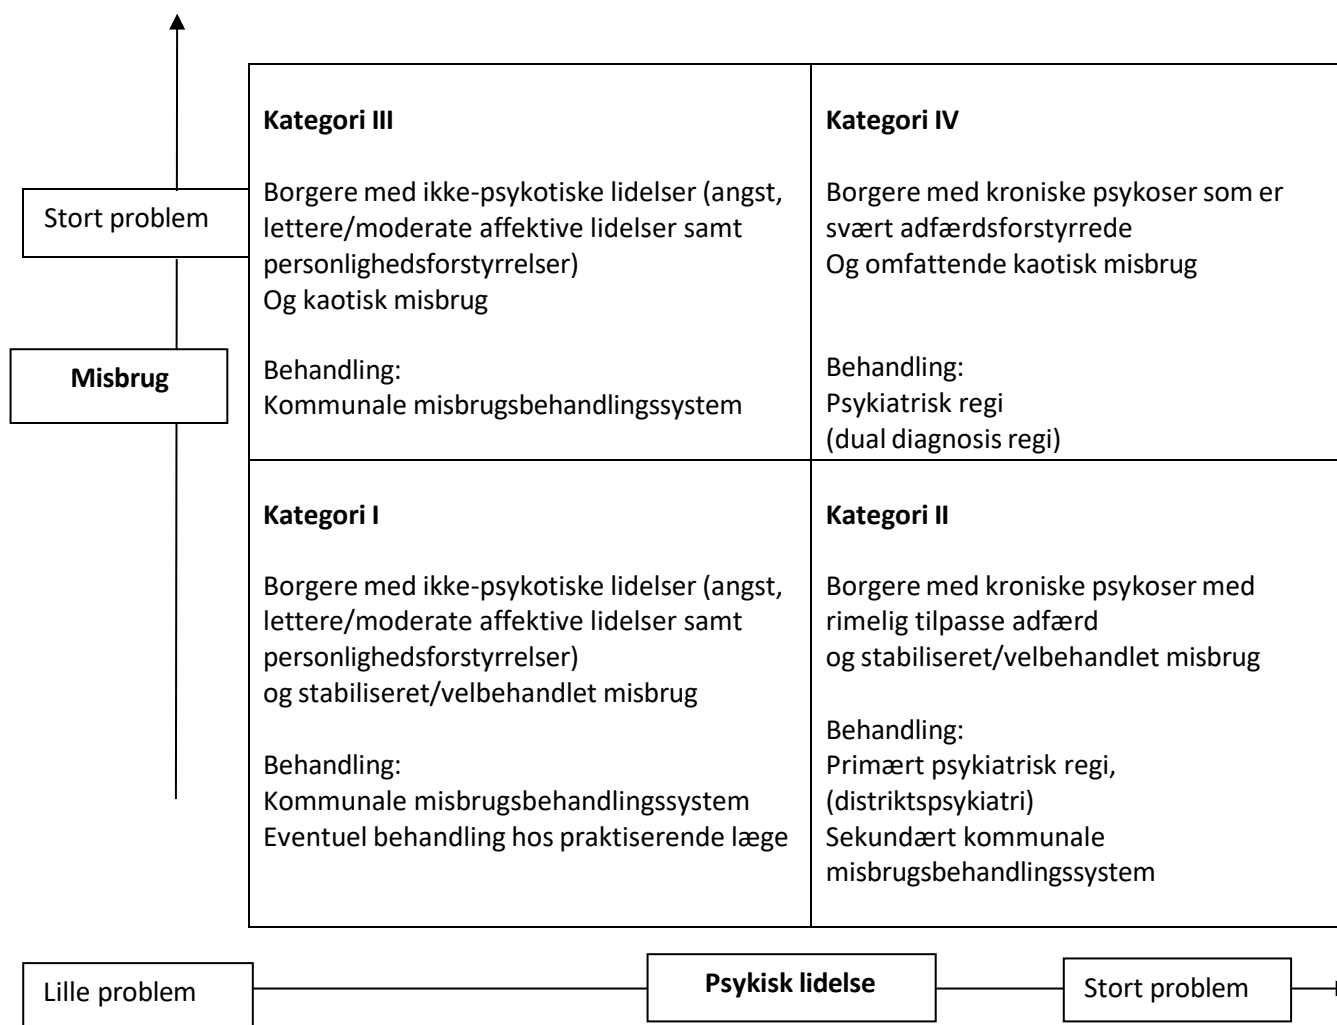 Kategori III
Borgere med ikke-psykotiske lidelser (angst,
lettere/moderate affektive lidelser samt
personlighedsforstyrrelser)
Og kaotisk misbrug
Behandling:
Kommunale misbrugsbehandlingssystem
Kategori IV
Borgere med kroniske psykoser som er
svært adfærdsforstyrrede
Og omfattende kaotisk misbrug
Behandling:
Psykiatrisk regi
(dual diagnosis regi)
Stort problem
Misbrug
Kategori I
Borgere med ikke-psykotiske lidelser (angst,
lettere/moderate affektive lidelser samt
personlighedsforstyrrelser)
og stabiliseret/velbehandlet misbrug
Behandling:
Kommunale misbrugsbehandlingssystem
Eventuel behandling hos praktiserende læge
Kategori II
Borgere med kroniske psykoser med
rimelig tilpasse adfærd
og stabiliseret/velbehandlet misbrug
Behandling:
Primært psykiatrisk regi,
(distriktspsykiatri)
Sekundært kommunale
misbrugsbehandlingssystem
Lille problem
Psykisk lidelse
Stort problem